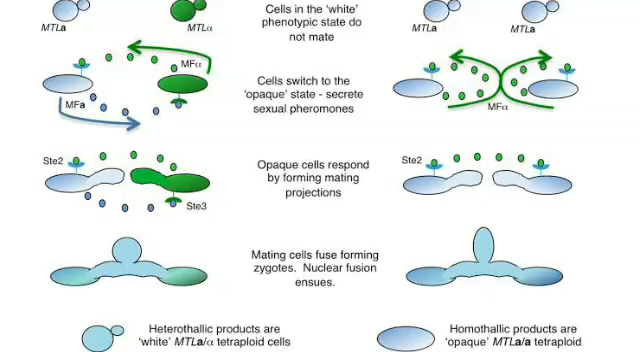 Cells in the 'white'
phenotypic state do
not mate
MTLa
MTLα
MTLa
MTLa
MFα
MFa
Cells switch to the
'opaque' state - secrete
sexual pheromones
MFα
Ste2
Ste3
Opaque cells respond
by forming mating
projections
Ste2
Mating cells fuse forming
zygotes. Nuclear fusion
ensues.
Heterothallic products are
'white' MTLa/α tetraploid cells
Homothallic products are
'opaque' MTLa/a tetraploid